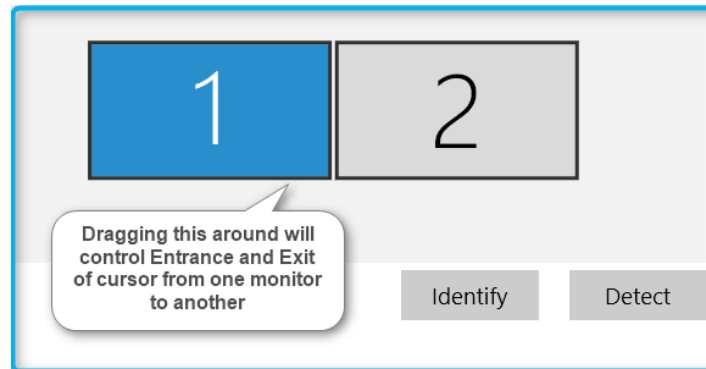 1
2
Dragging this around will
control Entrance and Exit
of cursor from one monitor
to another
Identify
Detect